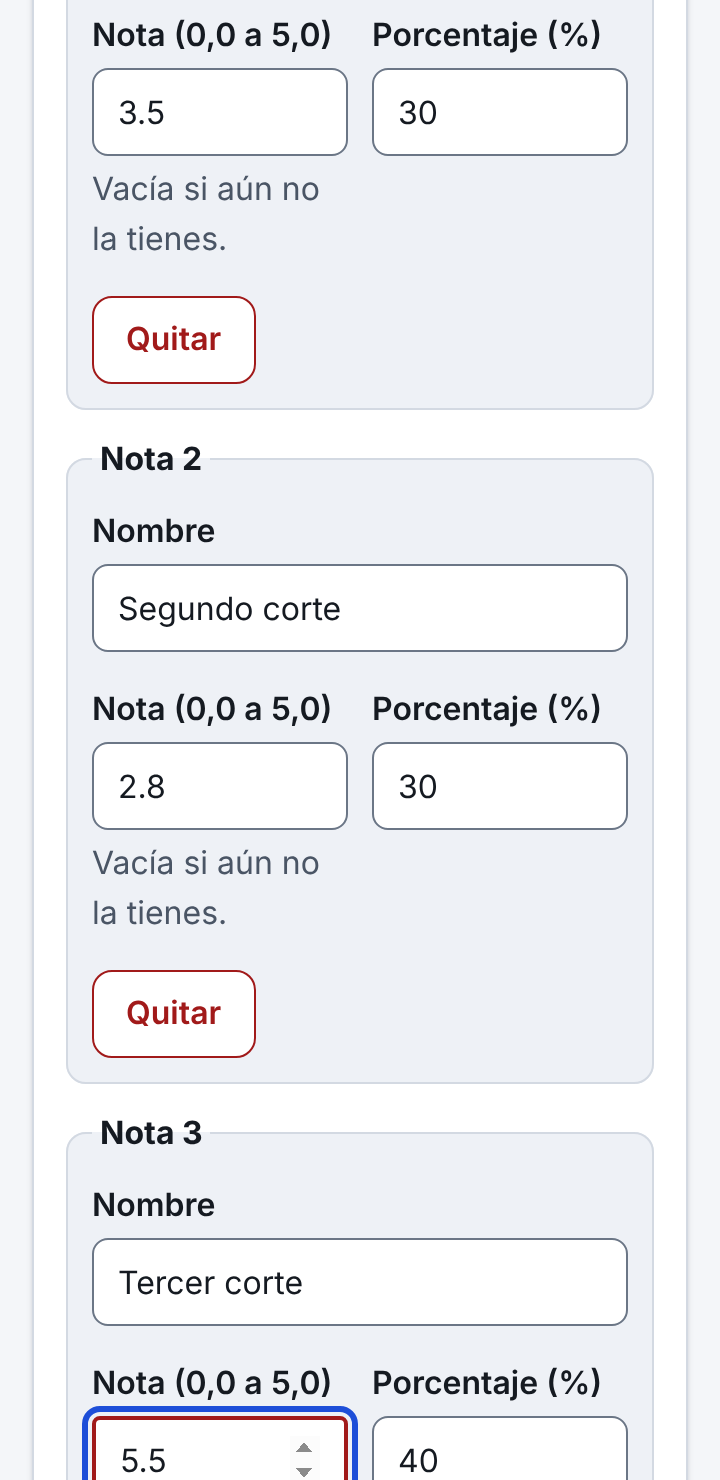 Nota (0,0 a 5,0) Porcentaje (%)
3.5 30
Vacía si aún no
la tienes.
Quitar
Nota 2
Nombre
Segundo corte
Nota (0,0 a 5,0) Porcentaje (%)
2.8 30
Vacía si aún no
la tienes.
Quitar
Nota 3
Nombre
Tercer corte
Nota (0,0 a 5,0) Porcentaje (%)
5.5 40